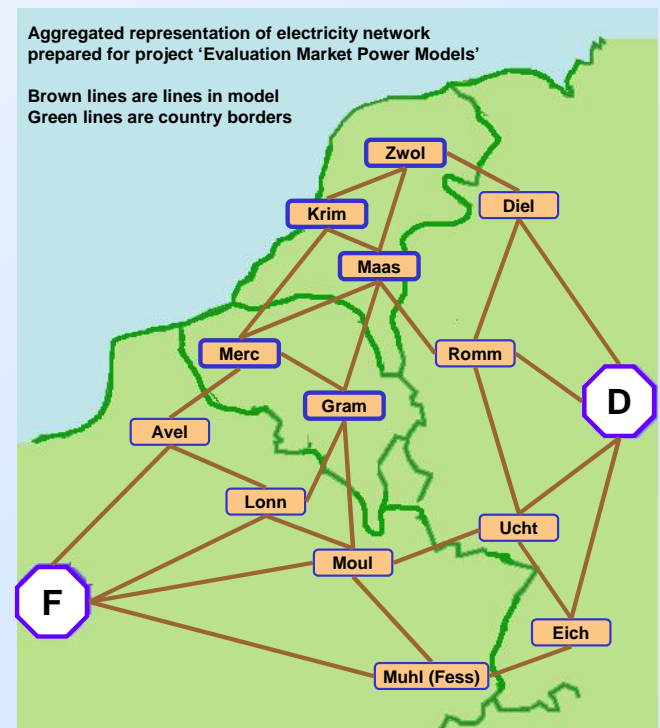 Aggregated representation of electricity network
prepared for project ‘Evaluation Market Power Models’
Brown lines are lines in model
Green lines are country borders
Zwol
Diel
Krim
Maas
Merc
Romm
Gram
D
Avel
Lonn
Ucht
Moul
F
Eich
Muhl (Fess)